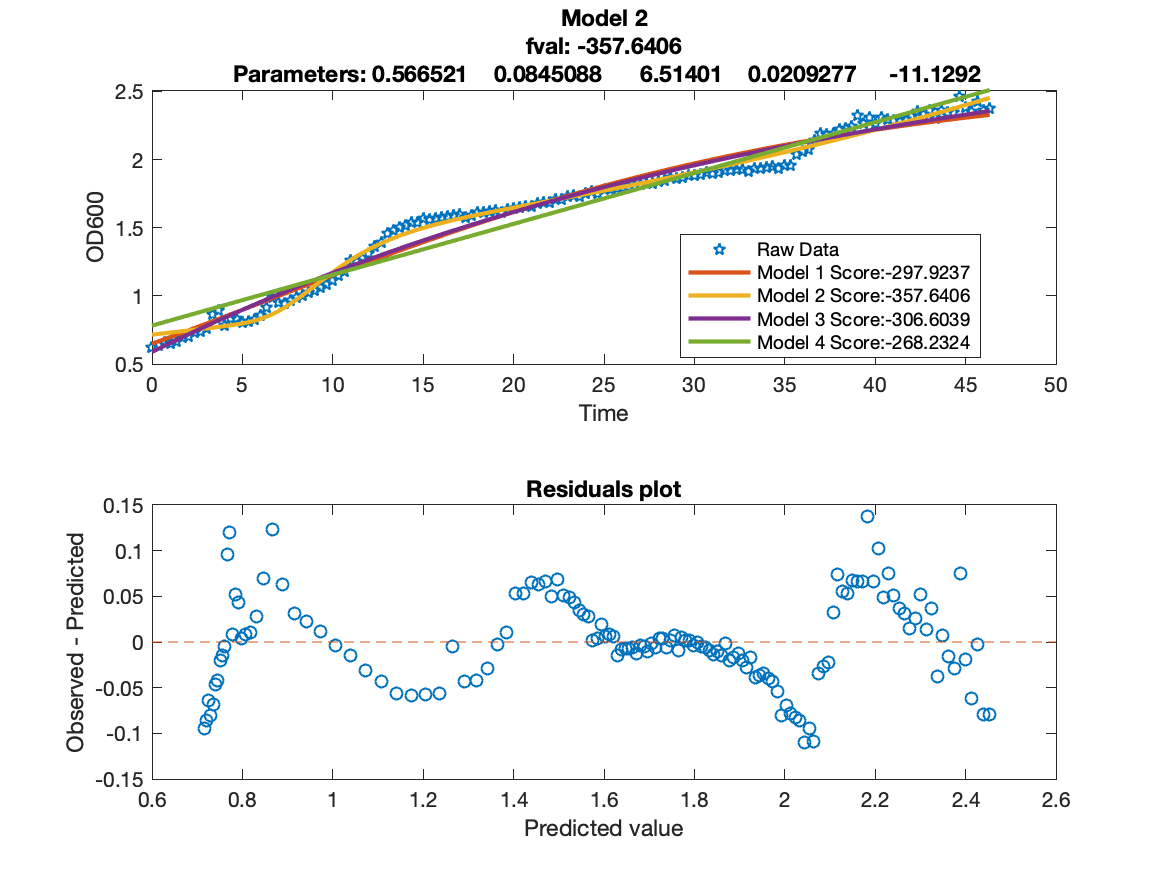 Model 2
fval: -357.6406
Parameters: 0.566521 0.0845088 6.51401 0.0209277 -11.1292
2.5
2
1.5
1
0.5
OD600
Raw Data
Model 1 Score:-297.9237
Model 2 Score:-357.6406
Model 3 Score:-306.6039
Model 4 Score:-268.2324
0 5 10 15 20 25 30 35 40 45 50
Time
Residuals plot
0.15
0.1
0.05
0
-0.05
-0.1
-0.15
Observed - Predicted
0.6 0.8 1 1.2 1.4 1.6 1.8 2 2.2 2.4 2.6
Predicted value